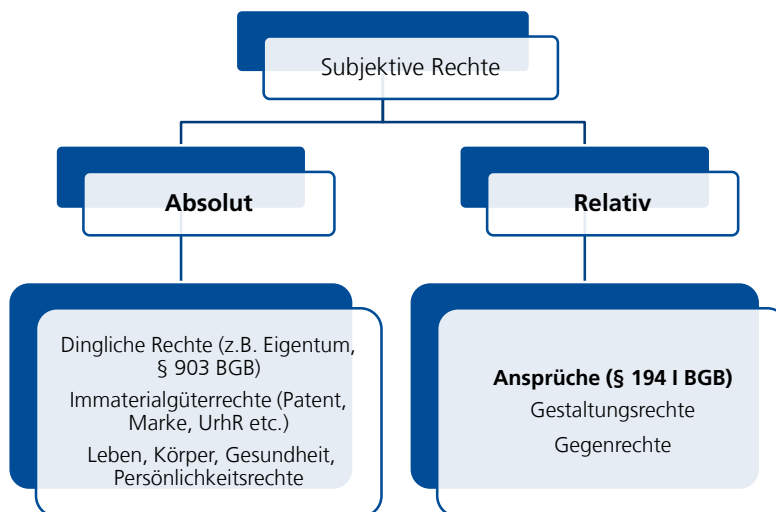 Subjektive Rechte
Absolut
Relativ
Dingliche Rechte (z.B. Eigentum,
§ 903 BGB)
Immaterialgüterrechte (Patent,
Marke, UrhR etc.)
Leben, Körper, Gesundheit,
Persönlichkeitsrechte
Ansprüche (§ 194 I BGB)
Gestaltungsrechte
Gegenrechte